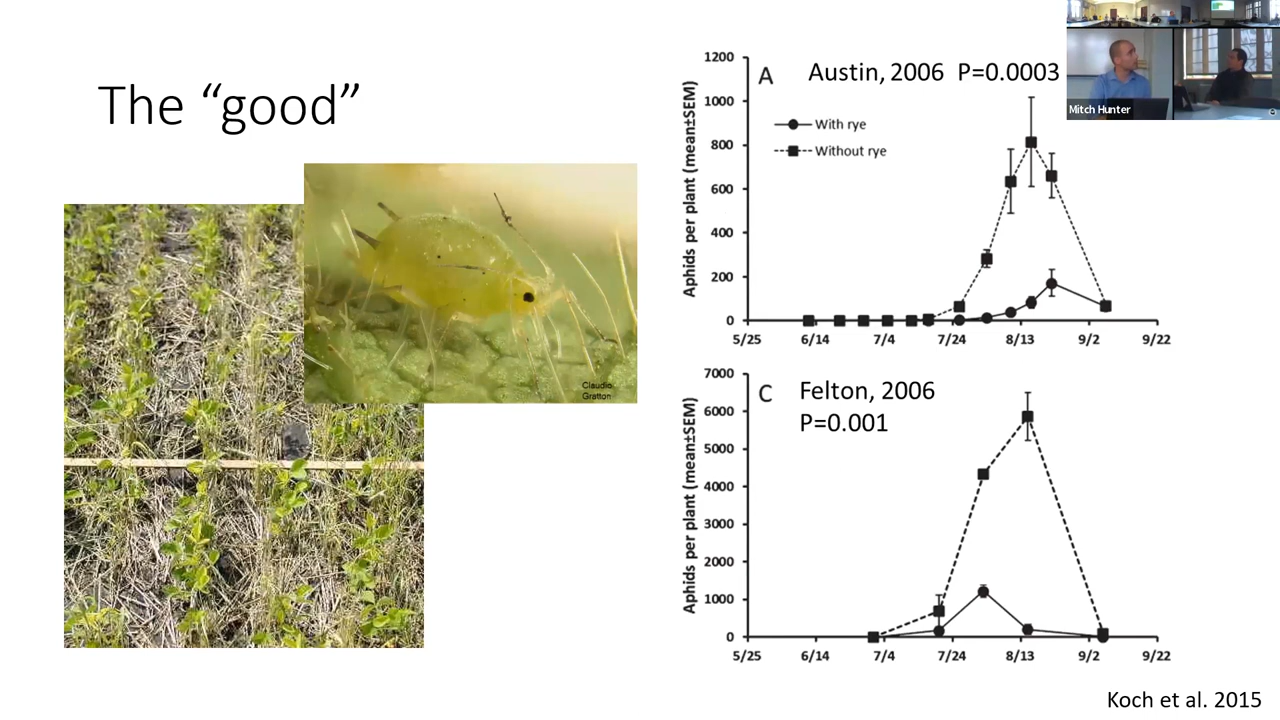 The “good”
Claudio
Gratton
A
Austin, 2006 P=0.0003
With rye
Without rye
Aphids per plant (mean±SEM)
1200
1000
800
600
400
200
0
5/25 6/14 7/4 7/24 8/13 9/2 9/22
C
Felton, 2006
P=0.001
Aphids per plant (mean±SEM)
7000
6000
5000
4000
3000
2000
1000
0
5/25 6/14 7/4 7/24 8/13 9/2 9/22
Koch et al. 2015
Mitch Hunter